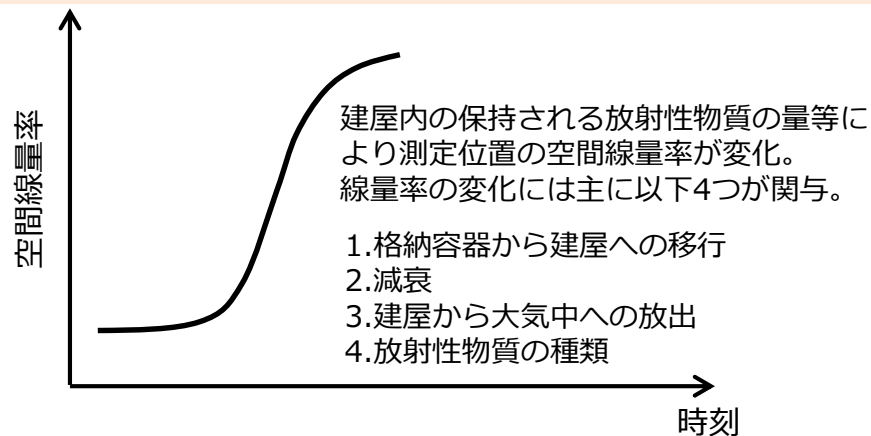 空間線量率
建屋内の保持される放射性物質の量等に
より測定位置の空間線量率が変化。
線量率の変化には主に以下4つが関与。
1.格納容器から建屋への移行
2.減衰
3.建屋から大気中への放出
4.放射性物質の種類
時刻